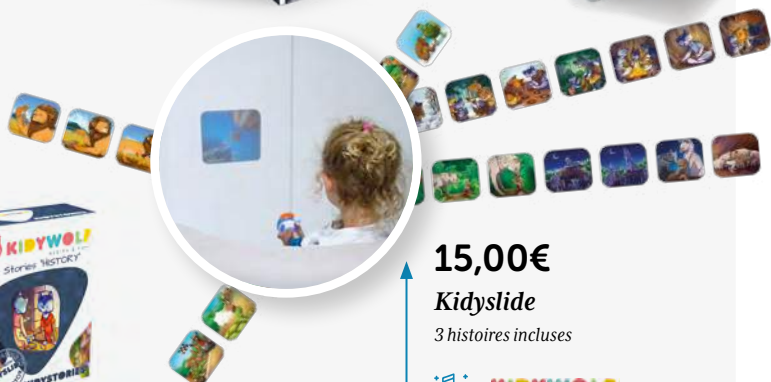 KIDYWOLF
Stories "HISTORY"
15,00€
Kidyslide
3 histoires incluses